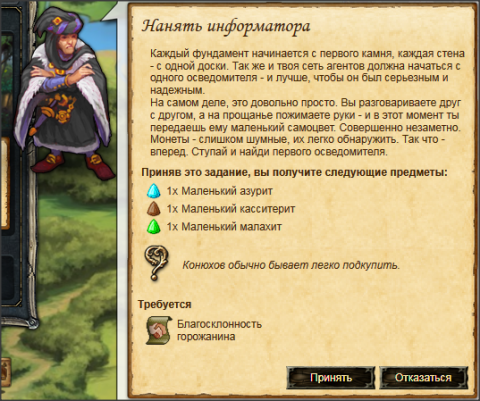 Нанять информатора
Каждый фундамент начинается с первого камня, каждая стена
- с одной доски. Так же и твоя сеть агентов должна начаться с
одного осведомителя - и лучше, чтобы он был серьезным и
надежным.
На самом деле, это довольно просто. Вы разговариваете друг
с другом, а на прощанье пожимаете руки - и в этот момент ты
передаешь ему маленький самоцвет. Совершенно незаметно.
Монеты - слишком шумные, их легко обнаружить. Так что -
вперед. Ступай и найди первого осведомителя.
Приняв это задание, вы получите следующие предметы:
1x Маленький азурит
1x Маленький касситерит
1x Маленький малахит
Конюхов обычно бывает легко подкупить.
Требуется
Благосклонность
горожанина
Принять Отказаться